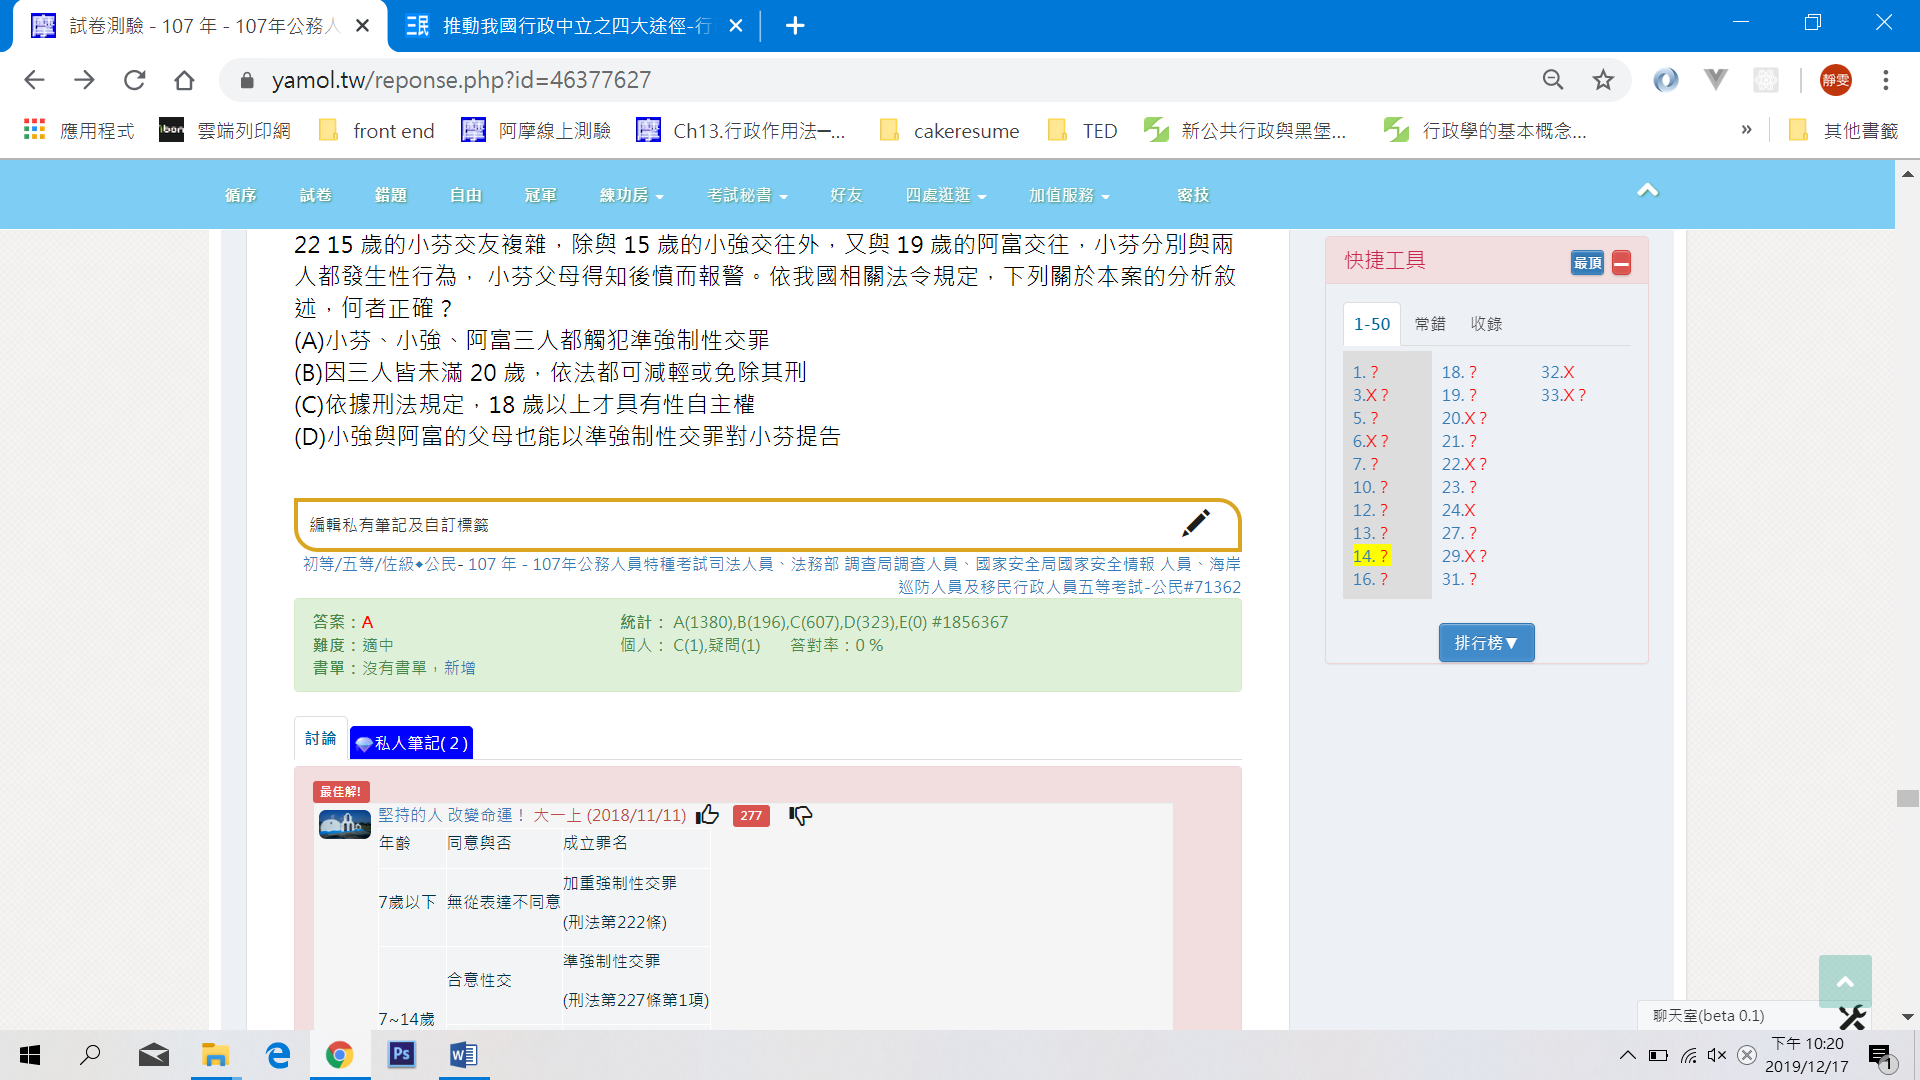 試卷測驗 - 107 年 - 107年公務人
推動我國行政中立之四大途徑-行
yamol.tw/reponse.php?id=46377627
靜雯
應用程式
ibon
雲端列印網
front end
阿摩線上測驗
Ch13.行政作用法─...
cakeresume
TED
新公共行政與黑堡...
行政學的基本概念...
»
其他書籤
循序
試卷
錯題
自由
冠軍
練功房
考試秘書
好友
四處逛逛
加值服務
密技
22 15 歲的小芬交友複雜，除與 15 歲的小強交往外，又與 19 歲的阿富交往，小芬分別與兩
人都發生性行為， 小芬父母得知後憤而報警。依我國相關法令規定，下列關於本案的分析敘
述，何者正確？
(A)小芬、小強、阿富三人都觸犯準強制性交罪
(B)因三人皆未滿 20 歲，依法都可減輕或免除其刑
(C)依據刑法規定，18 歲以上才具有性自主權
(D)小強與阿富的父母也能以準強制性交罪對小芬提告
編輯私有筆記及自訂標籤
初等/五等/佐級◆公民- 107 年 - 107年公務人員特種考試司法人員、法務部 調查局調查人員、國家安全局國家安全情報 人員、海岸
巡防人員及移民行政人員五等考試-公民#71362
答案：A
難度：適中
書單：沒有書單，新增
統計： A(1380),B(196),C(607),D(323),E(0) #1856367
個人： C(1),疑問(1) 答對率：0 %
討論
私人筆記( 2 )
最佳解!
堅持的人 改變命運！ 大一上 (2018/11/11)
277
年齡 同意與否 成立罪名
7歲以下 無從表達不同意 加重強制性交罪
(刑法第222條)
7~14歲 合意性交 準強制性交罪
(刑法第227條第1項)
快捷工具
最頂
1-50
常錯
收錄
1. ?
3.X ?
5. ?
6.X ?
7. ?
10. ?
12. ?
13. ?
14. ?
16. ?
18. ?
19. ?
20.X ?
21. ?
22.X ?
23. ?
24.X
27. ?
29.X ?
31. ?
32.X
33.X ?
排行榜▼
聊天室(beta 0.1)
Ps
下午 10:20
2019/12/17
1